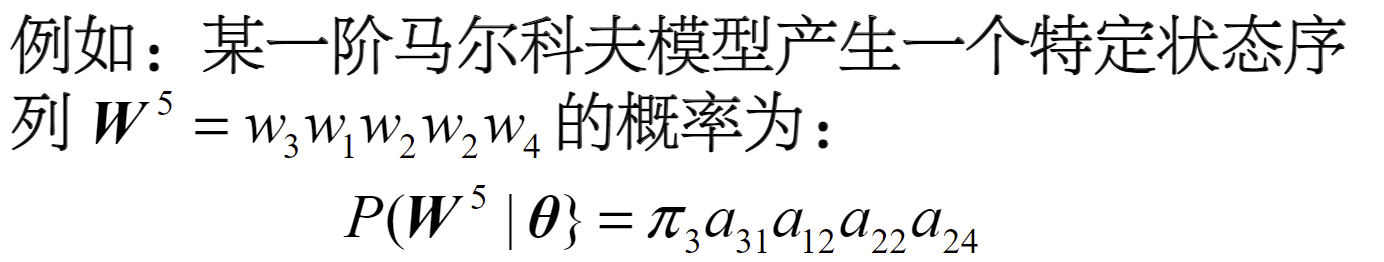 例如：某一阶马尔科夫模型产生一个特定状态序
列 W⁵ = w₃w₁w₂w₂w₄ 的概率为：
P(W⁵ | θ} = π₃a₃₁a₁₂a₂₂a₂₄